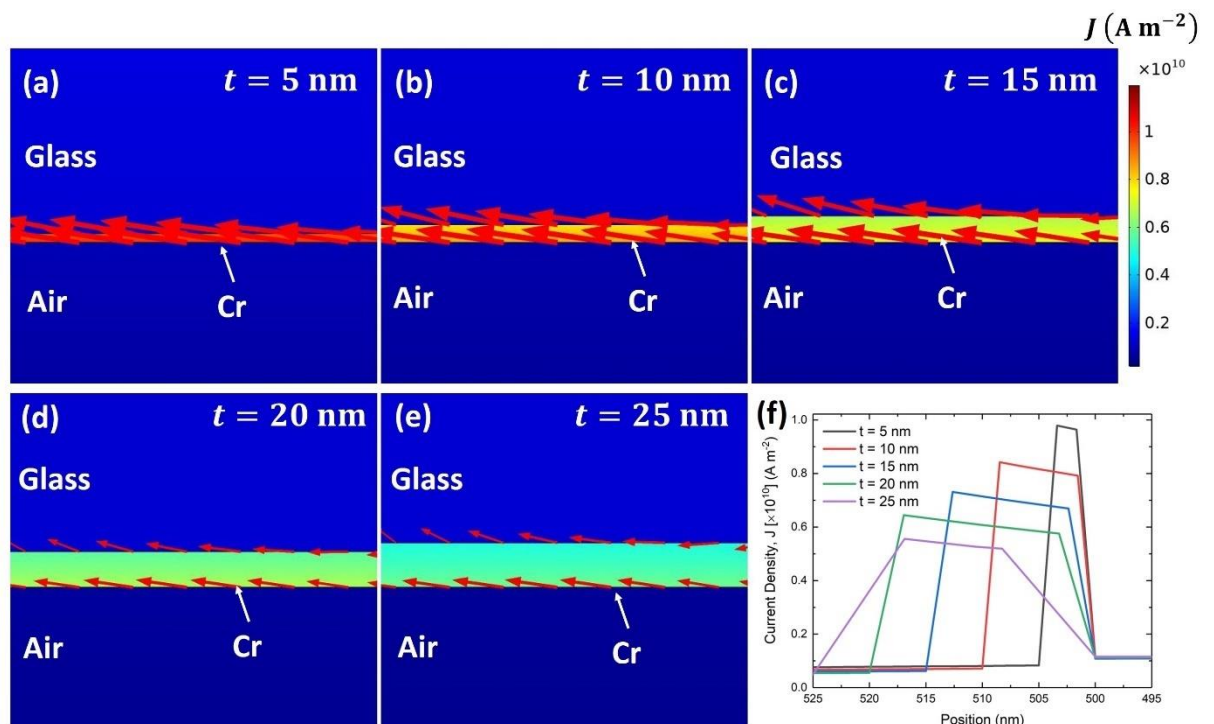 J (A m⁻²)
×10¹⁰
1
0.8
0.6
0.4
0.2
(a) t = 5 nm
Glass
Air
Cr
(b) t = 10 nm
Glass
Air
Cr
(c) t = 15 nm
Glass
Air
Cr
(d) t = 20 nm
Glass
Air
Cr
(e) t = 25 nm
Glass
Air
Cr
(f)
t = 5 nm
t = 10 nm
t = 15 nm
t = 20 nm
t = 25 nm
Current Density, J [×10¹⁰] (A m⁻²)
1.0
0.8
0.6
0.4
0.2
0.0
525 520 515 510 505 500 495
Position (nm)